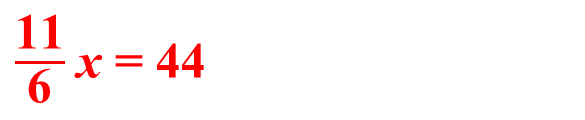 11/6 x = 44